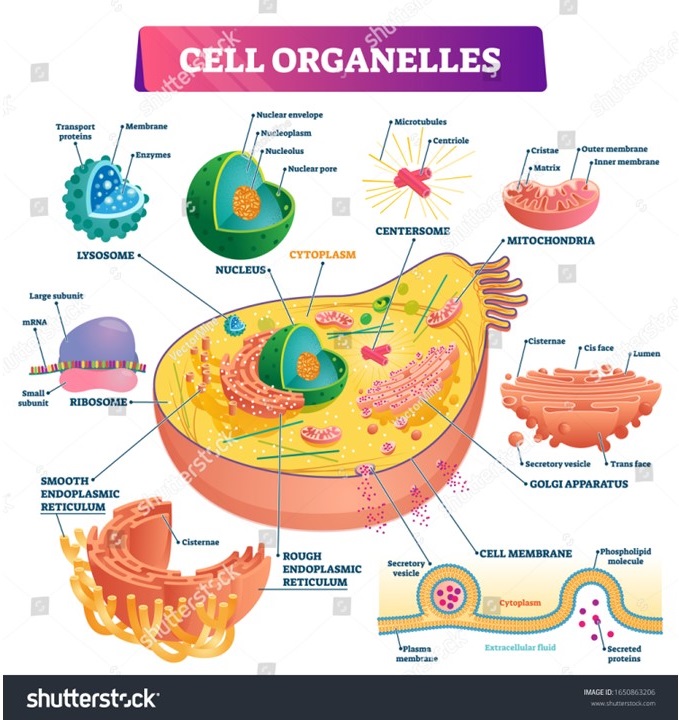 CELL ORGANELLES
Transport
proteins
Membrane
Enzymes
LYSOSOME
Nuclear envelope
Nucleoplasm
Nucleolus
Nuclear pore
NUCLEUS
CYTOPLASM
Microtubules
Centriole
CENTERSOME
Cristae
Matrix
Outer membrane
Inner membrane
MITOCHONDRIA
Large subunit
mRNA
Small
subunit
RIBOSOME
Cisternae
Cis face
Lumen
Secretory vesicle
Trans face
GOLGI APPARATUS
SMOOTH
ENDOPLASMIC
RETICULUM
Cisternae
ROUGH
ENDOPLASMIC
RETICULUM
CELL MEMBRANE
Secretory
vesicle
Phospholipid
molecule
Cytoplasm
Plasma
membrane
Extracellular fluid
Secreted
proteins
shutterstock
IMAGE ID: 1650863206
www.shutterstock.com